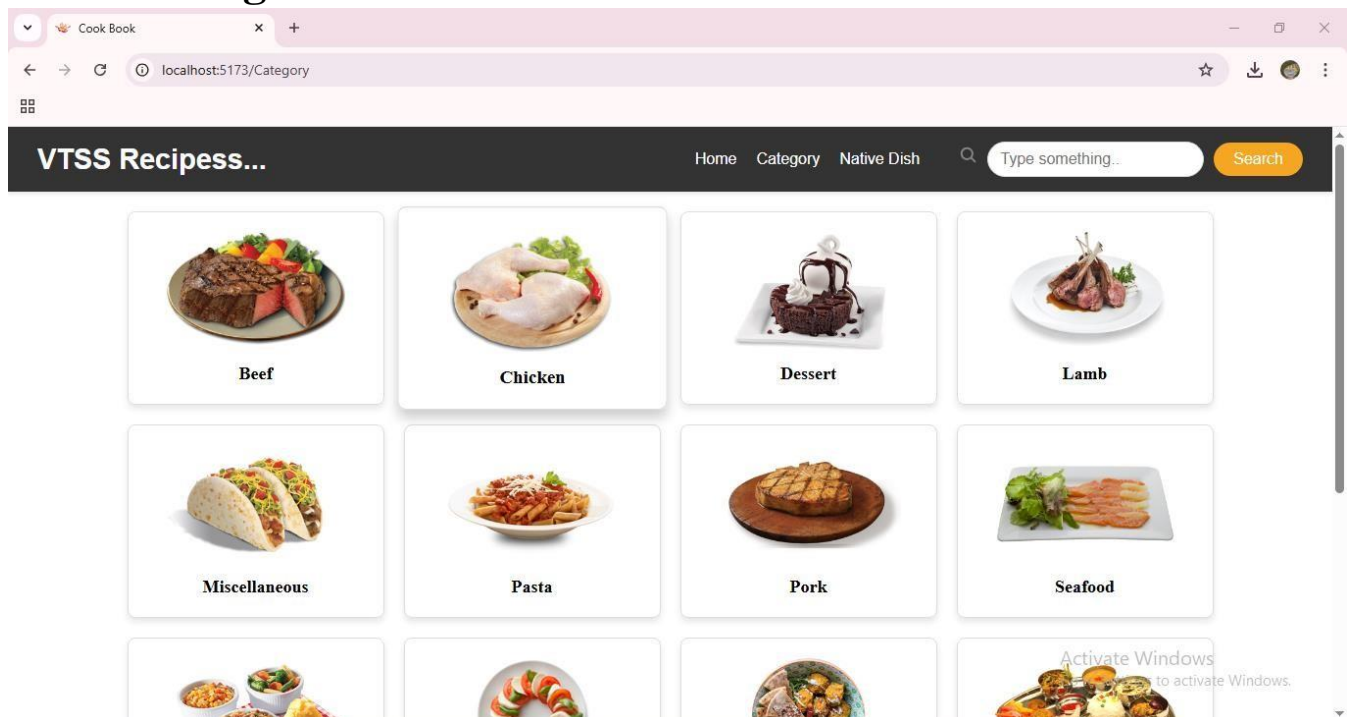 Cook Book
localhost:5173/Category
VTSS Recipess...
Home Category Native Dish Type something.. Search
Beef Chicken Dessert Lamb
Miscellaneous Pasta Pork Seafood
Activate Windows
to activate Windows.